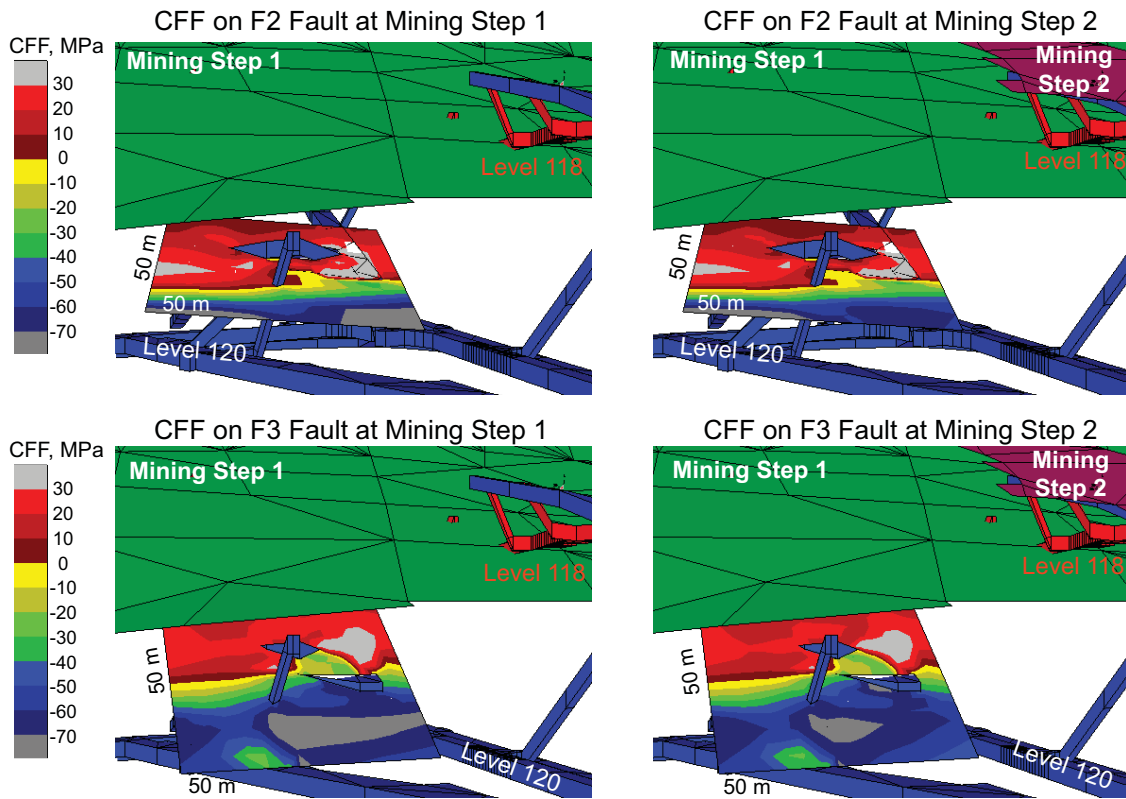 CFF on F2 Fault at Mining Step 1
CFF on F2 Fault at Mining Step 2
CFF, MPa
30
20
10
0
-10
-20
-30
-40
-50
-60
-70
Mining Step 1
Level 118
50 m
50 m
Level 120
Mining Step 1
Mining
Step 2
Level 118
50 m
50 m
Level 120
CFF on F3 Fault at Mining Step 1
CFF on F3 Fault at Mining Step 2
CFF, MPa
30
20
10
0
-10
-20
-30
-40
-50
-60
-70
Mining Step 1
Level 118
50 m
Level 120
50 m
Mining Step 1
Mining
Step 2
Level 118
50 m
Level 120
50 m